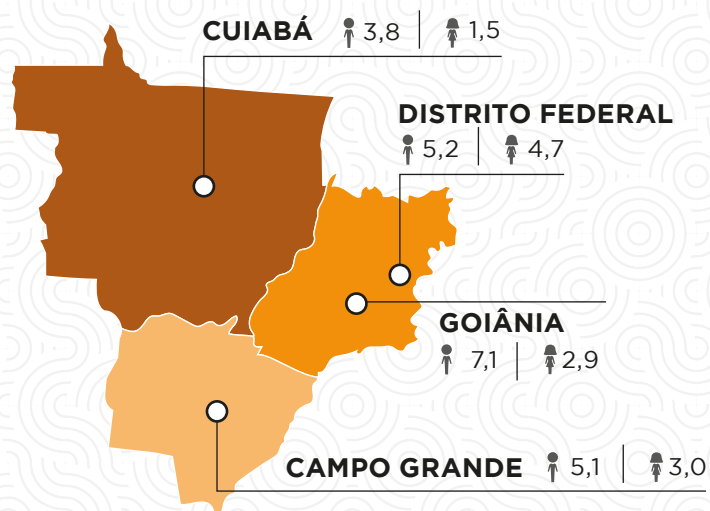 CUIABÁ 3,8 1,5
DISTRITO FEDERAL
5,2 4,7
GOIÂNIA
7,1 2,9
CAMPO GRANDE 5,1 3,0